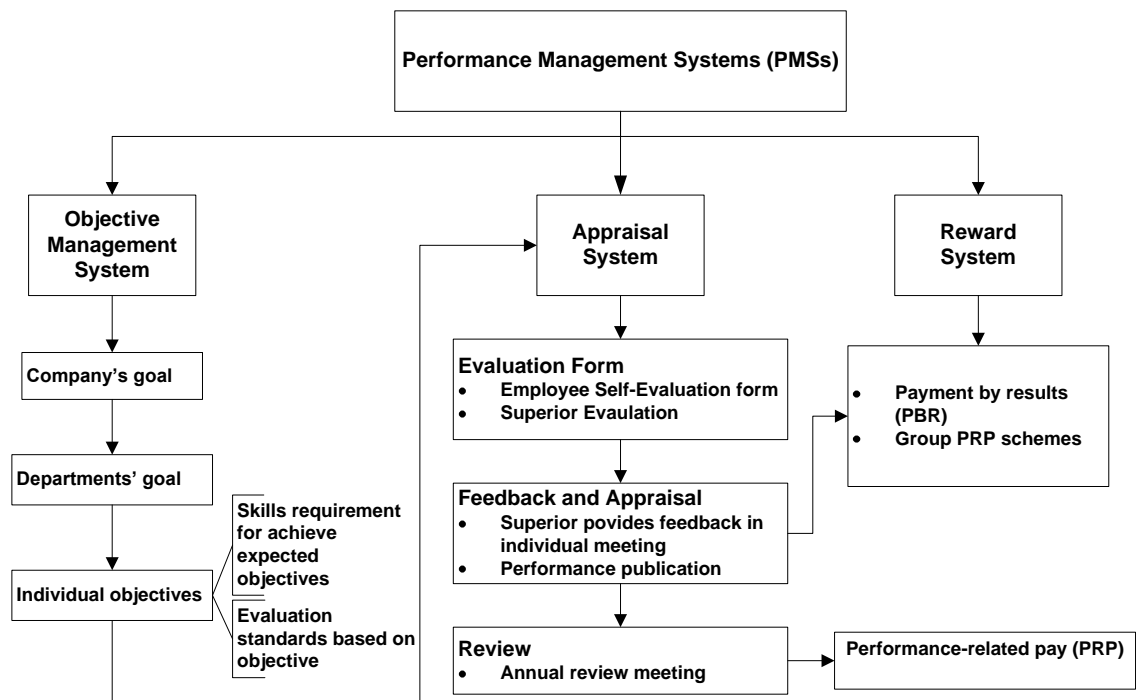 Performance Management Systems (PMSs)
Objective
Management
System
Appraisal
System
Reward
System
Company’s goal
Departments’ goal
Individual objectives
Skills requirement
for achieve
expected
objectives
Evaluation
standards based on
objective
Evaluation Form
• Employee Self-Evaluation form
• Superior Evaulation
Feedback and Appraisal
• Superior povides feedback in
individual meeting
• Performance publication
Review
• Annual review meeting
• Payment by results
(PBR)
• Group PRP schemes
Performance-related pay (PRP)